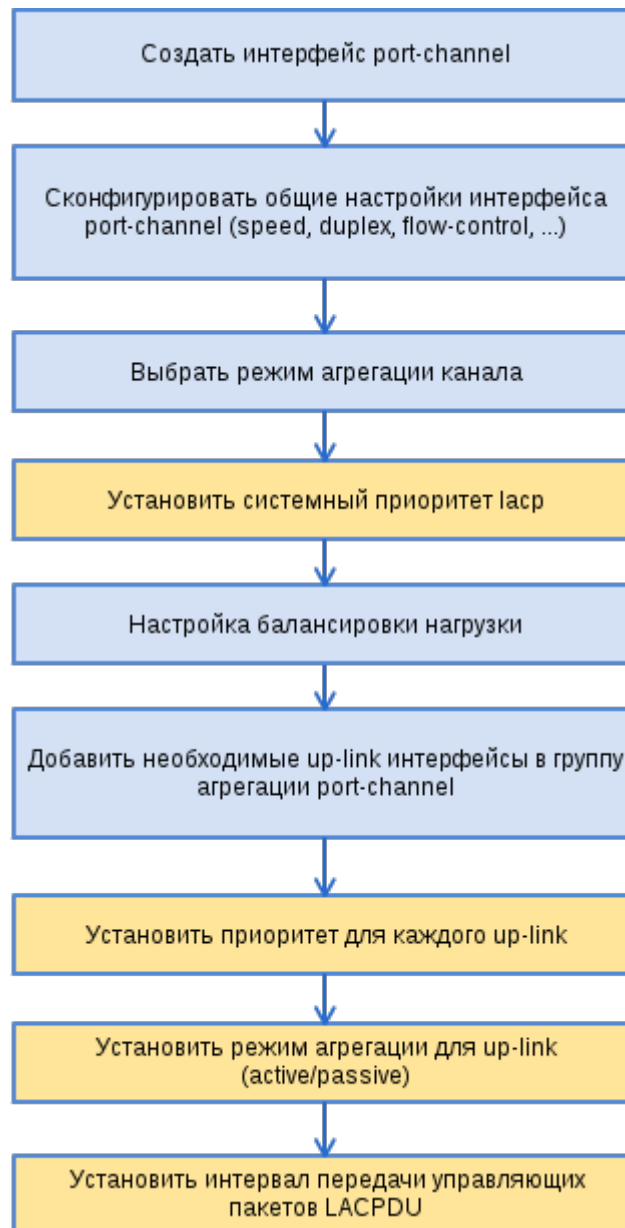 Создать интерфейс port-channel
Сконфигурировать общие настройки интерфейса
port-channel (speed, duplex, flow-control, ...)
Выбрать режим агрегации канала
Установить системный приоритет lacp
Настройка балансировки нагрузки
Добавить необходимые up-link интерфейсы в группу
агрегации port-channel
Установить приоритет для каждого up-link
Установить режим агрегации для up-link
(active/passive)
Установить интервал передачи управляющих
пакетов LACPDU